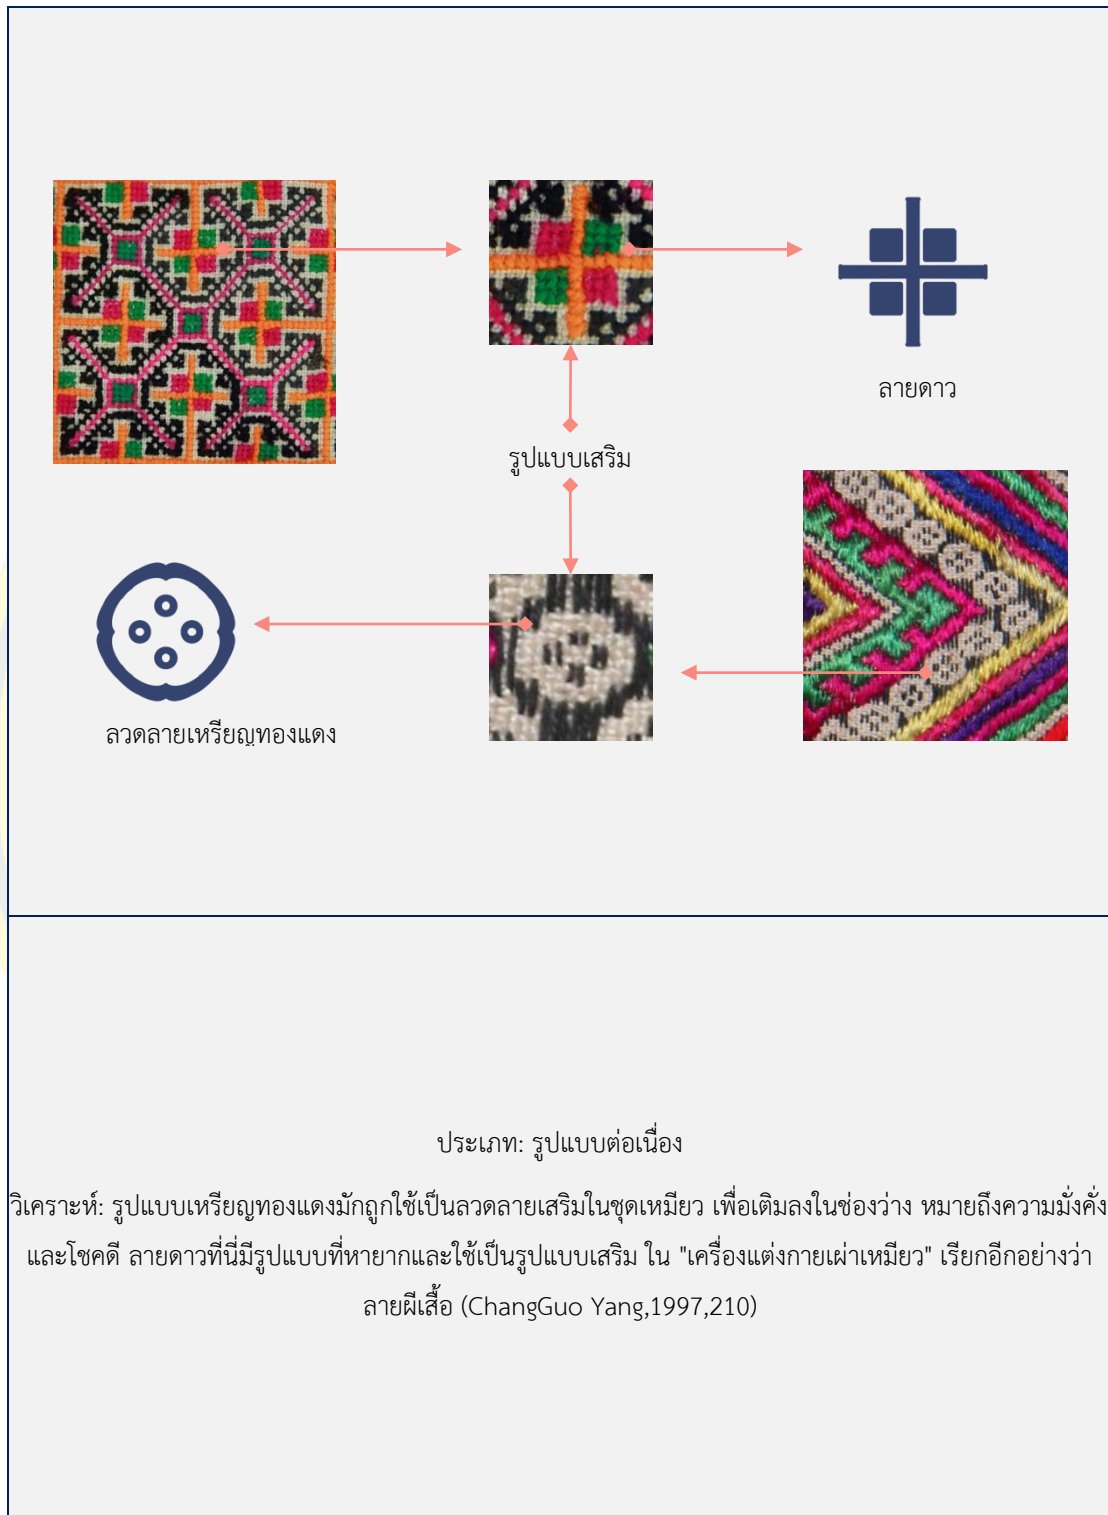 ลายดาว
รูปแบบเสริม
ลวดลายเหรียญทองแดง
ประเภท: รูปแบบต่อเนื่อง
วิเคราะห์: รูปแบบเหรียญทองแดงมักถูกใช้เป็นลวดลายเสริมในชุดเหมียว เพื่อเติมลงในช่องว่าง หมายถึงความมั่งคั่ง
และโชคดี ลายดาวที่นี่มีรูปแบบที่หายากและใช้เป็นรูปแบบเสริม ใน "เครื่องแต่งกายเผ่าเหมียว" เรียกอีกอย่างว่า
ลายผีเสื้อ (ChangGuo Yang,1997,210)